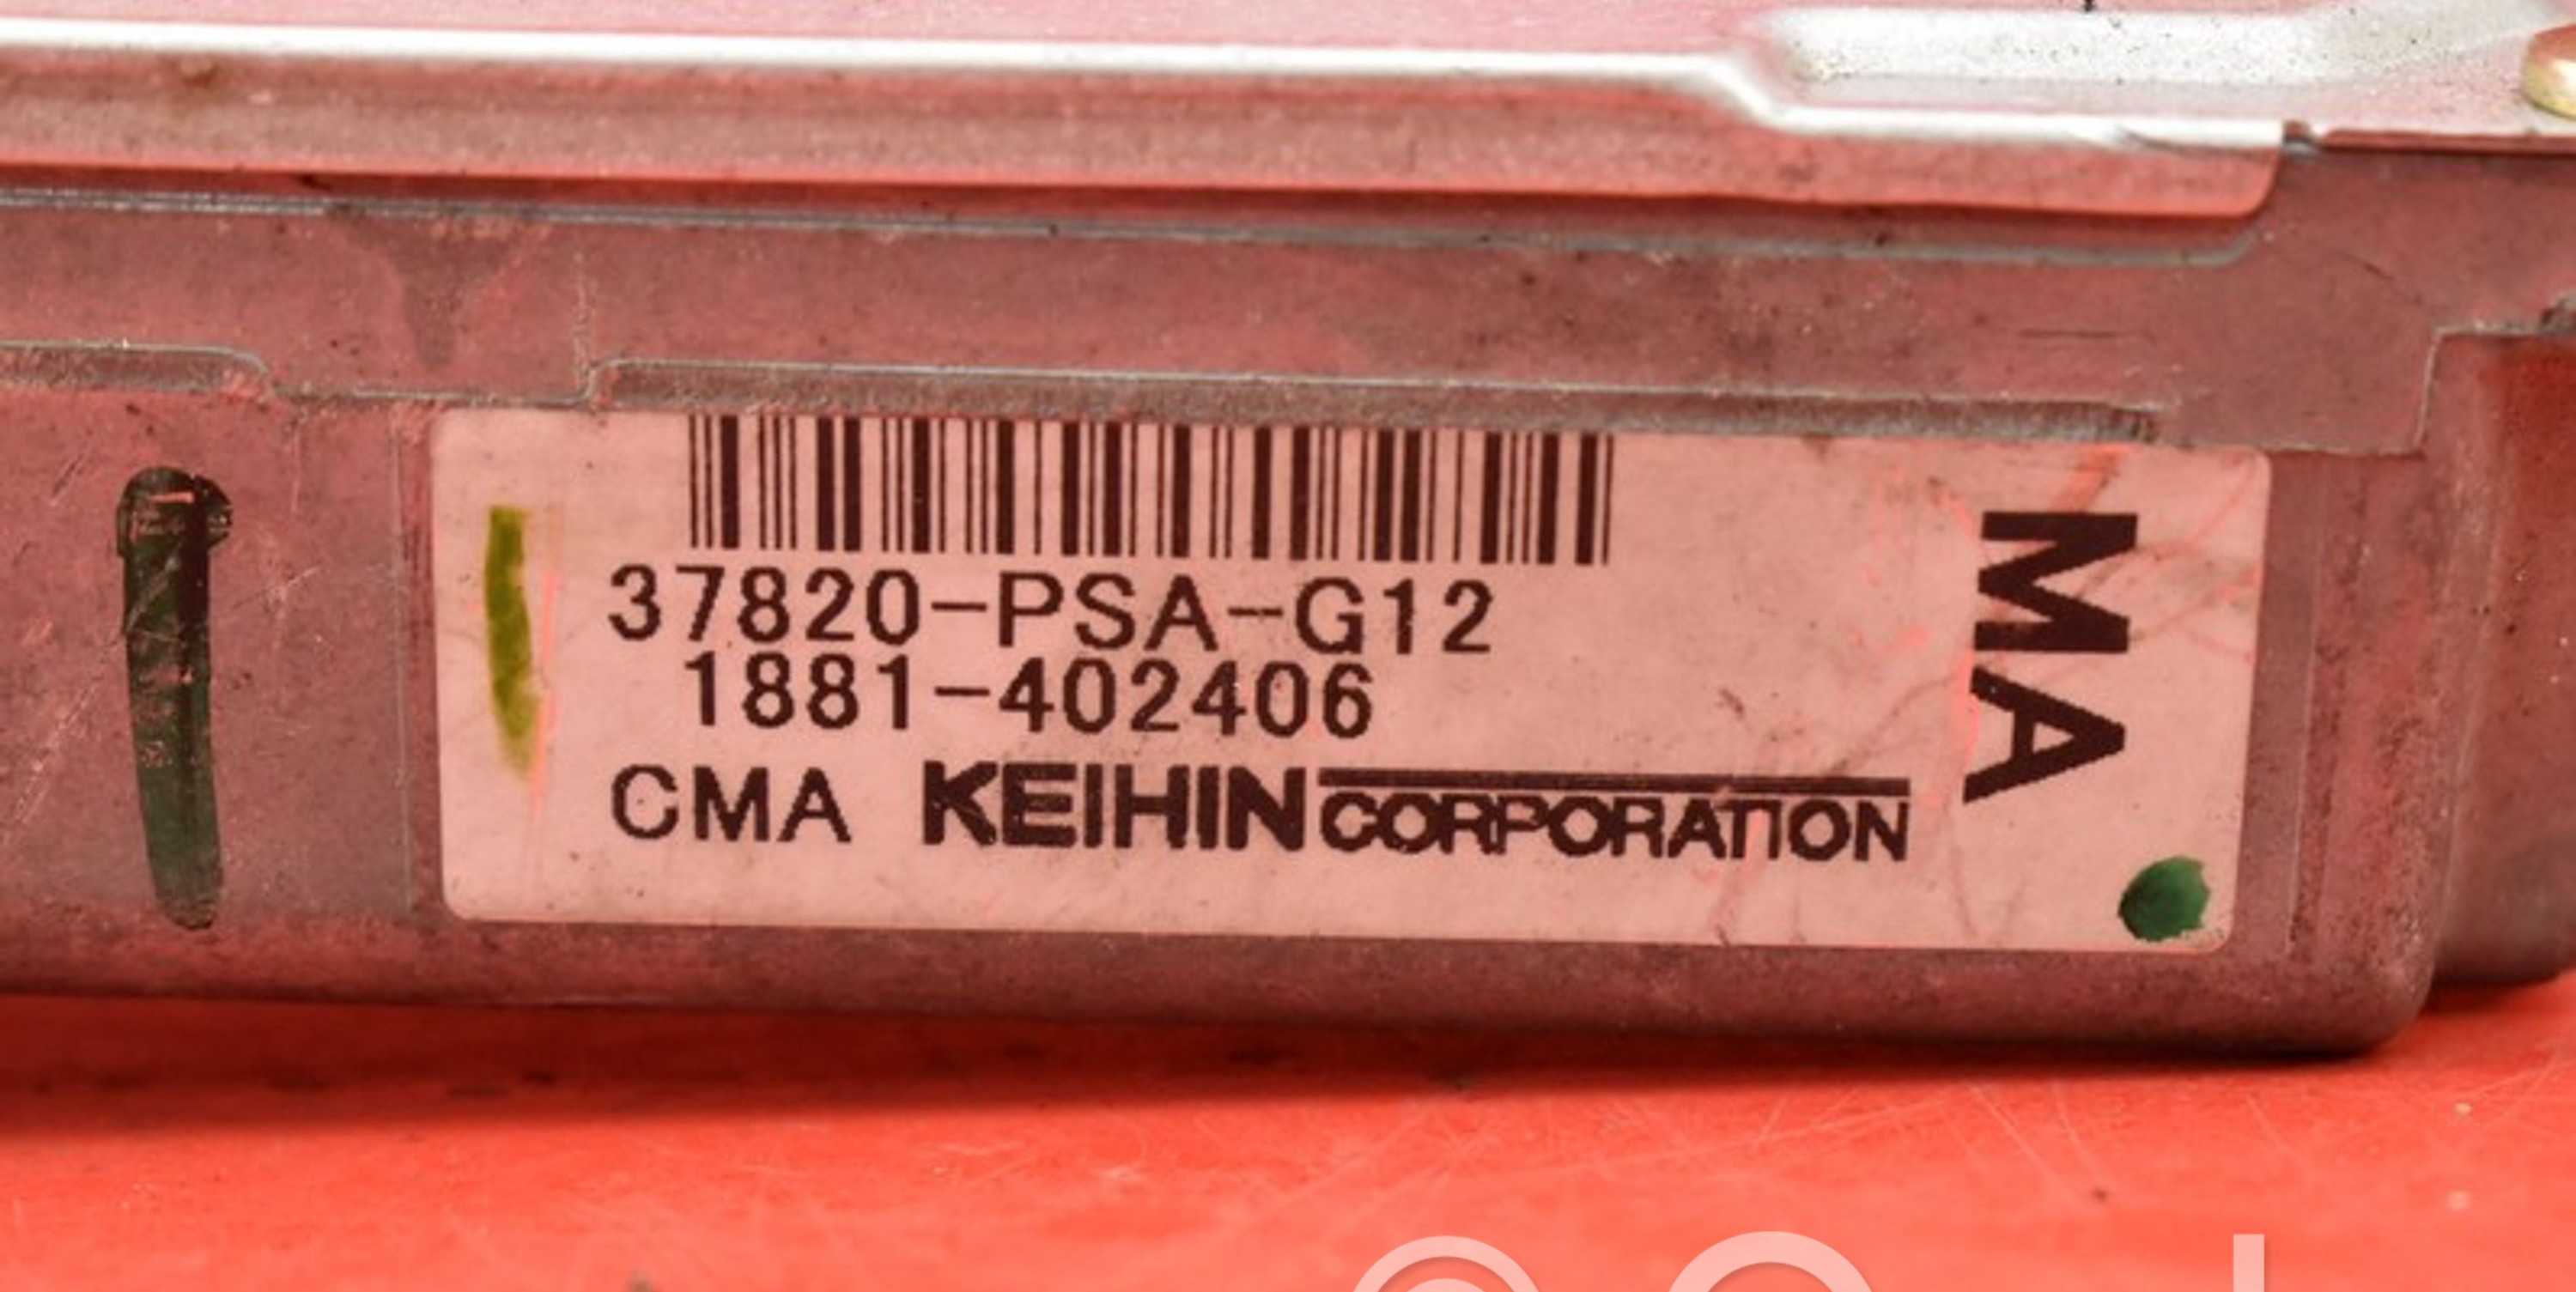 37820-PSA-G12
1881-402406
CMA KEIHIN CORPORATION
MA